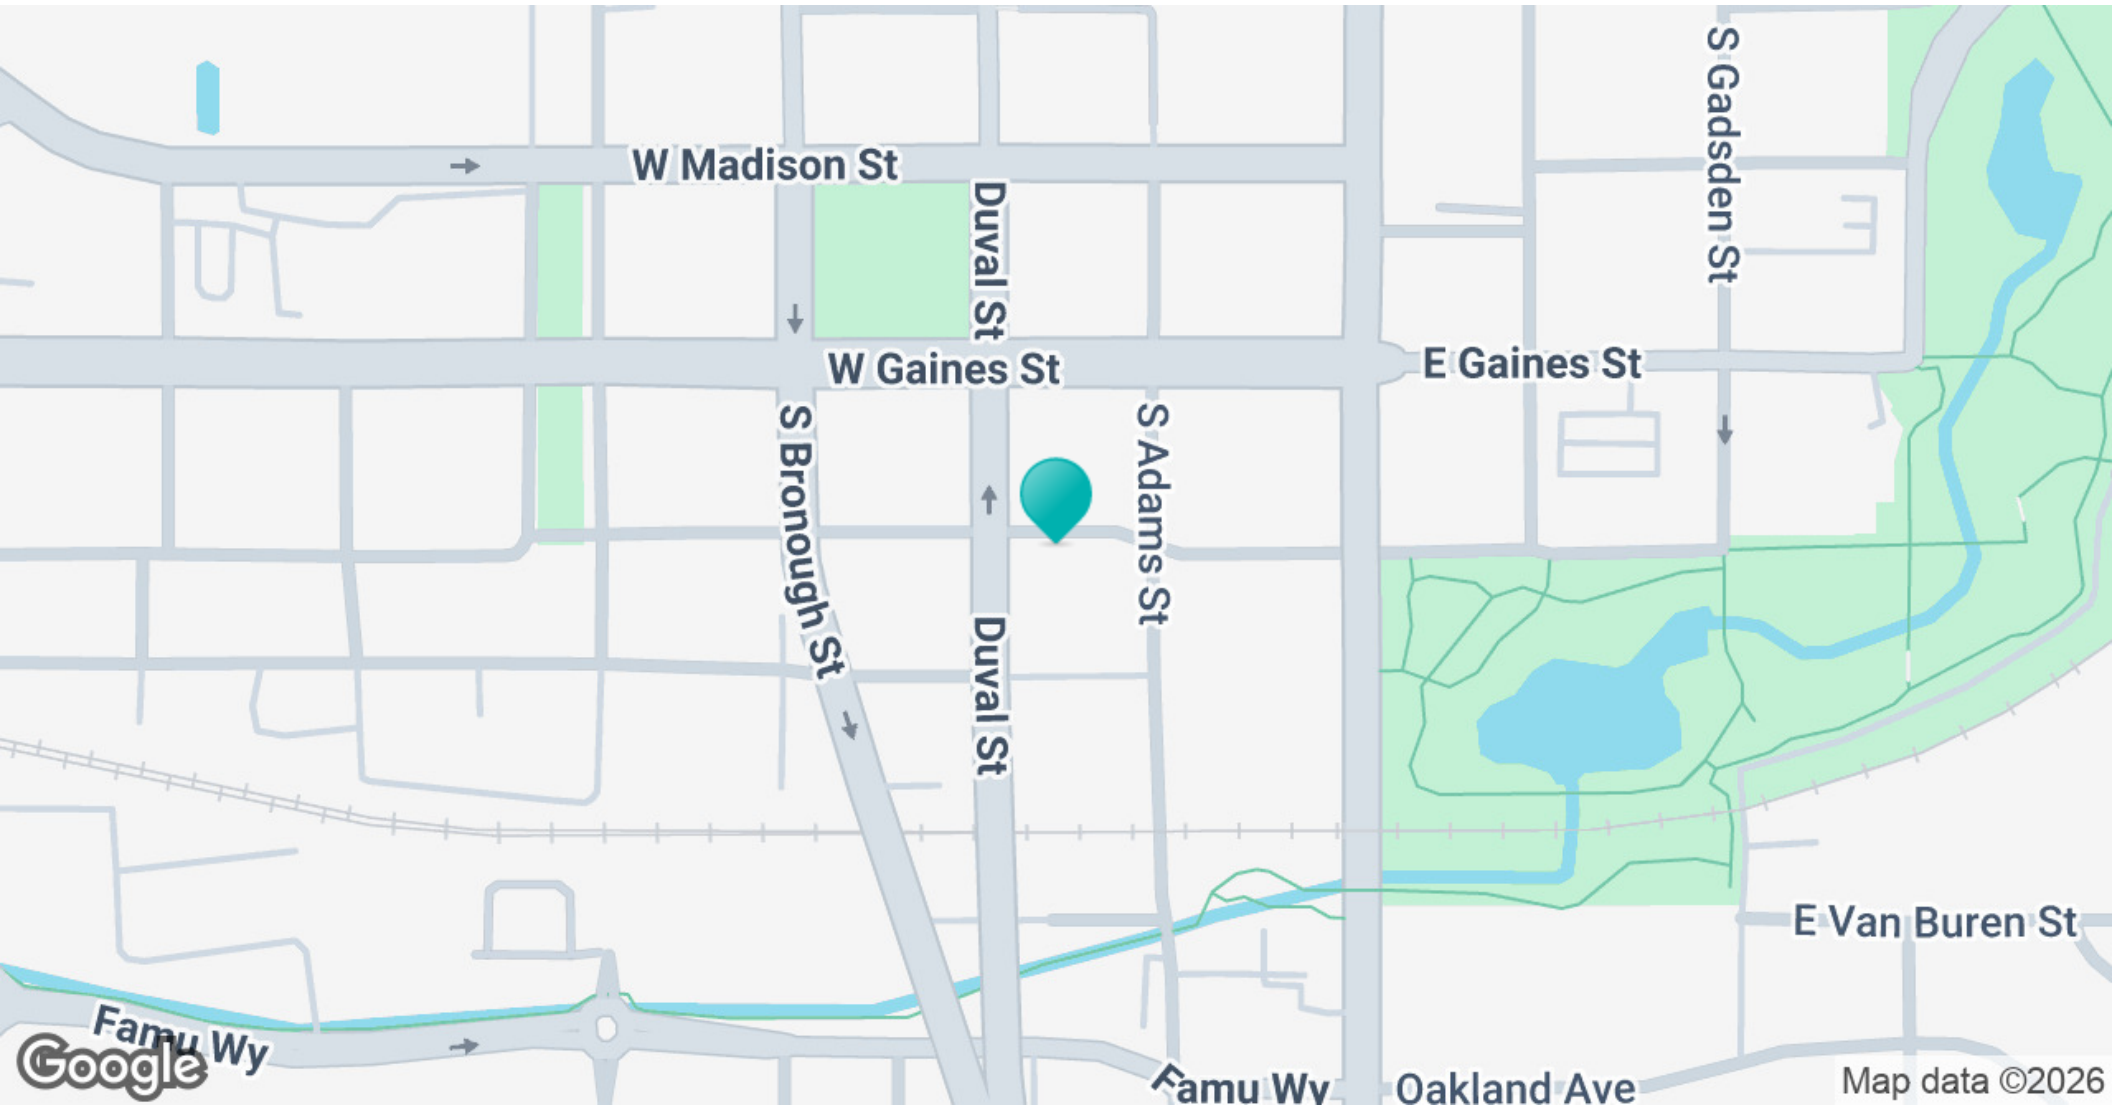 S Gadsden St
W Madison St
Duval St
W Gaines St
E Gaines St
S Bronough St
S Adams St
Duval St
E Van Buren St
Famu Wy
Google
Famu Wy
Oakland Ave
Map data ©2026